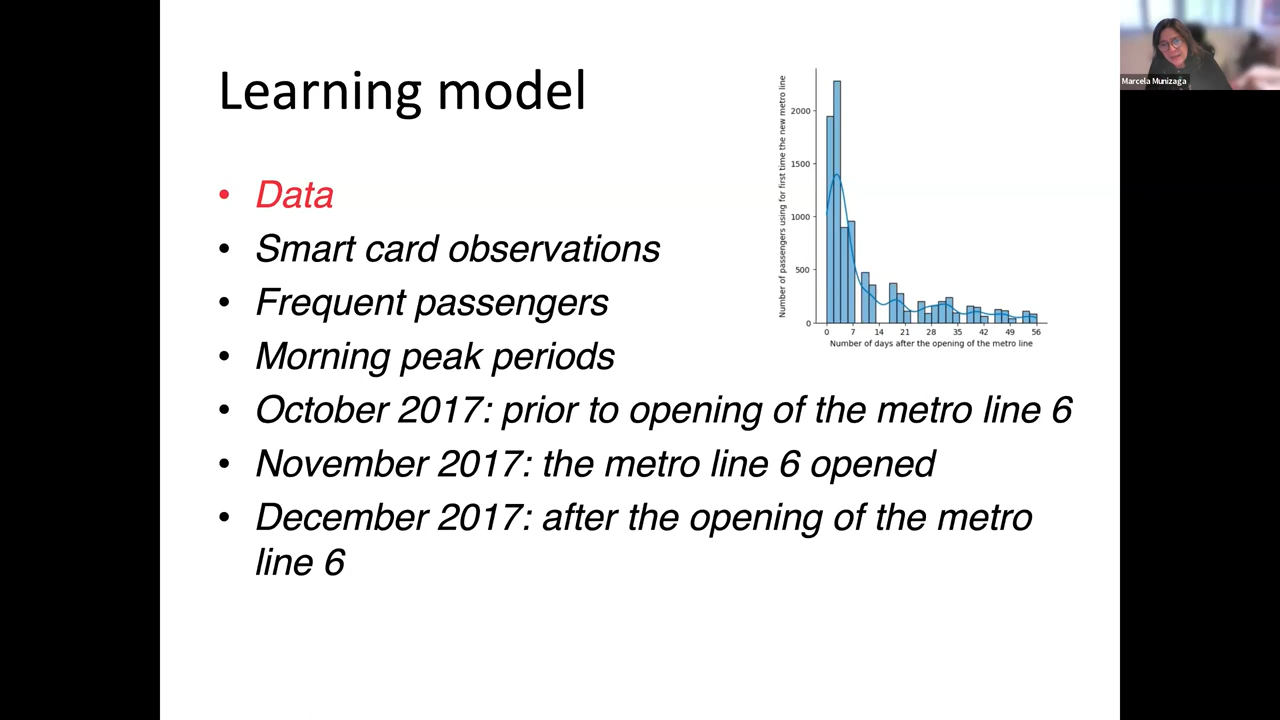 Learning model
• Data
• Smart card observations
• Frequent passengers
• Morning peak periods
• October 2017: prior to opening of the metro line 6
• November 2017: the metro line 6 opened
• December 2017: after the opening of the metro
line 6
Number of passengers using for first time the new metro line
2000
1500
1000
500
0
0 7 14 21 28 35 42 49 56
Number of days after the opening of the metro line
Marcela Munizaga